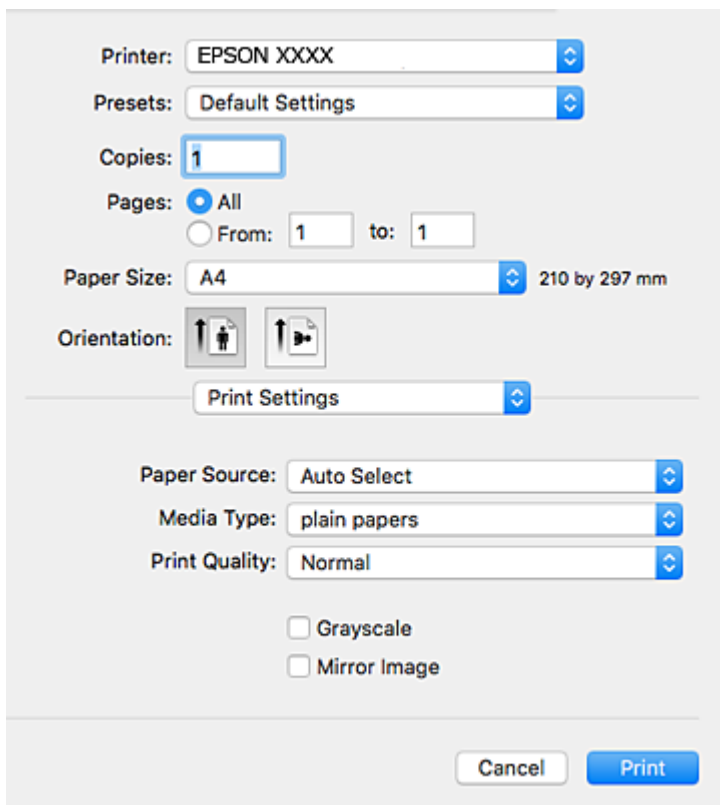 Printer: EPSON XXXX
Presets: Default Settings
Copies: 1
Pages: All
From: 1 to: 1
Paper Size: A4 210 by 297 mm
Orientation:
Print Settings
Paper Source: Auto Select
Media Type: plain papers
Print Quality: Normal
Grayscale
Mirror Image
Cancel Print